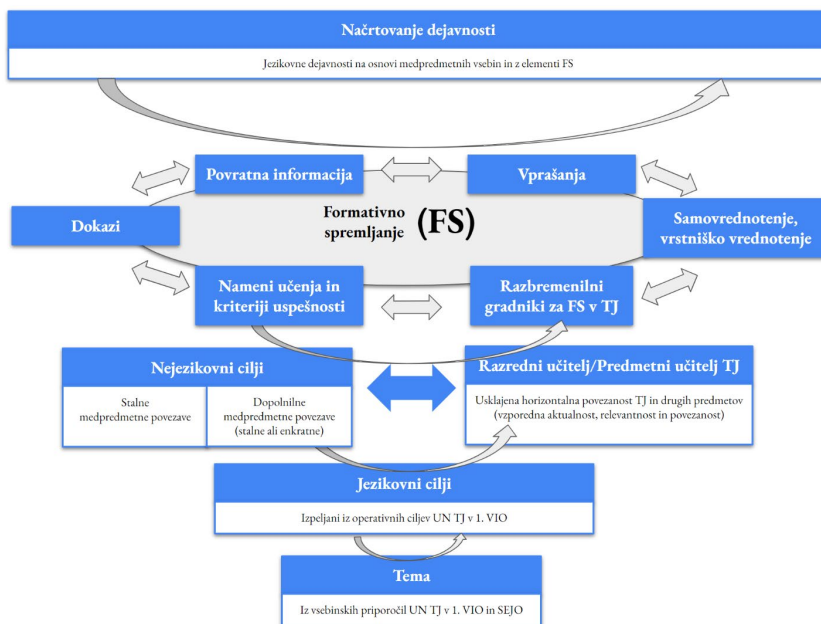 Načrtovanje dejavnosti
Jezikovne dejavnosti na osnovi medpredmetnih vsebin in z elementi FS
Povratna informacija
Vprašanja
Dokazi
Formativno
spremljanje
(FS)
Samovrednotenje,
vrstniško vrednotenje
Nameni učenja in
kriteriji uspešnosti
Razbremenilni
gradniki za FS v TJ
Nejezikovni cilji
Stalne
medpredmetne povezave
Dopolnilne
medpredmetne povezave
(stalne ali enkratne)
Razredni učitelj/Predmetni učitelj TJ
Usklajena horizontalna povezanost TJ in drugih predmetov
(vzporedna aktualnost, relevantnost in povezanost)
Jezikovni cilji
Izpeljani iz operativnih ciljev UN TJ v 1. VIO
Tema
Iz vsebinskih priporočil UN TJ v 1. VIO in SEJO